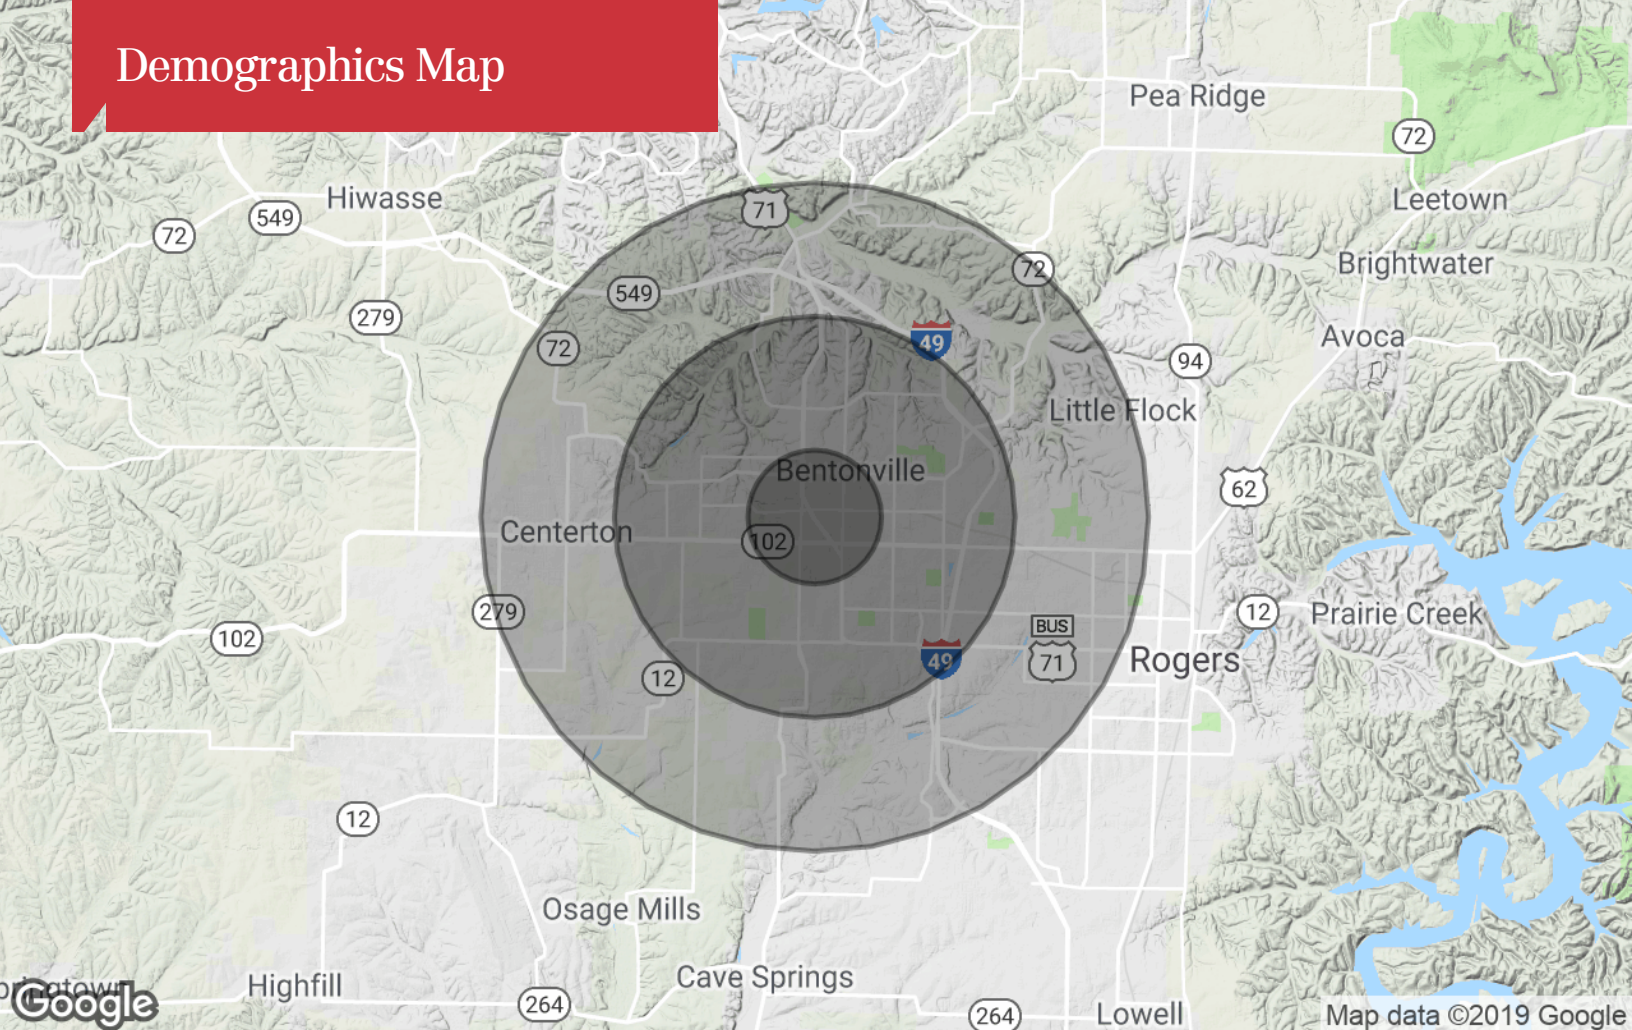 Demographics Map
Pea Ridge
72
Hiwasse
549
72
71
Leetown
72
Brightwater
549
279
49
Avoca
72
94
Little Flock
Bentonville
62
Centerton
102
279
12
Prairie Creek
BUS
102
71
49
Rogers
12
12
Osage Mills
Cave Springs
Highfill
Google
264
264
Lowell
Map data ©2019 Google